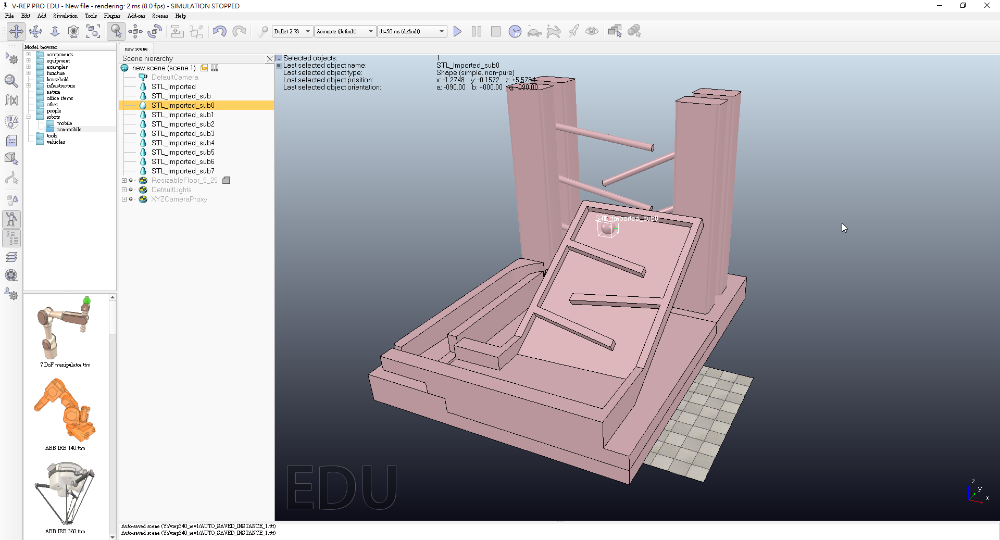 V-REP PRO EDU - New file - rendering: 2 ms (8.0 fps) - SIMULATION STOPPED
File Edit Add Simulation Tools Plugins Add-ons Scenes Help
Bullet 2.78 Accurate (default) dt=50 ms (default)
Model browser
components
equipment
examples
furniture
household
infrastructure
nature
office items
other
people
robots
mobile
non-mobile
tools
vehicles
7 DoF manipulator.ttm
ABB IRB 140.ttm
ABB IRB 360.ttm
new scene
Scene hierarchy
new scene (scene 1)
DefaultCamera
STL_Imported
STL_Imported_sub
STL_Imported_sub0
STL_Imported_sub1
STL_Imported_sub2
STL_Imported_sub3
STL_Imported_sub4
STL_Imported_sub5
STL_Imported_sub6
STL_Imported_sub7
ResizableFloor_5_25
DefaultLights
XYZCameraProxy
Selected objects: 1
Last selected object name: STL_Imported_sub0
Last selected object type: Shape (simple, non-pure)
Last selected object position: x: -1.2748 y: -0.1572 z: +5.5784
Last selected object orientation: a: -090.00 b: +000.00 g: -090.00
STL_Imported_sub0
EDU
z
y
x
Auto-saved scene (Y:/vrep340_rev1/AUTO_SAVED_INSTANCE_1.ttt)
Auto-saved scene (Y:/vrep340_rev1/AUTO_SAVED_INSTANCE_1.ttt)